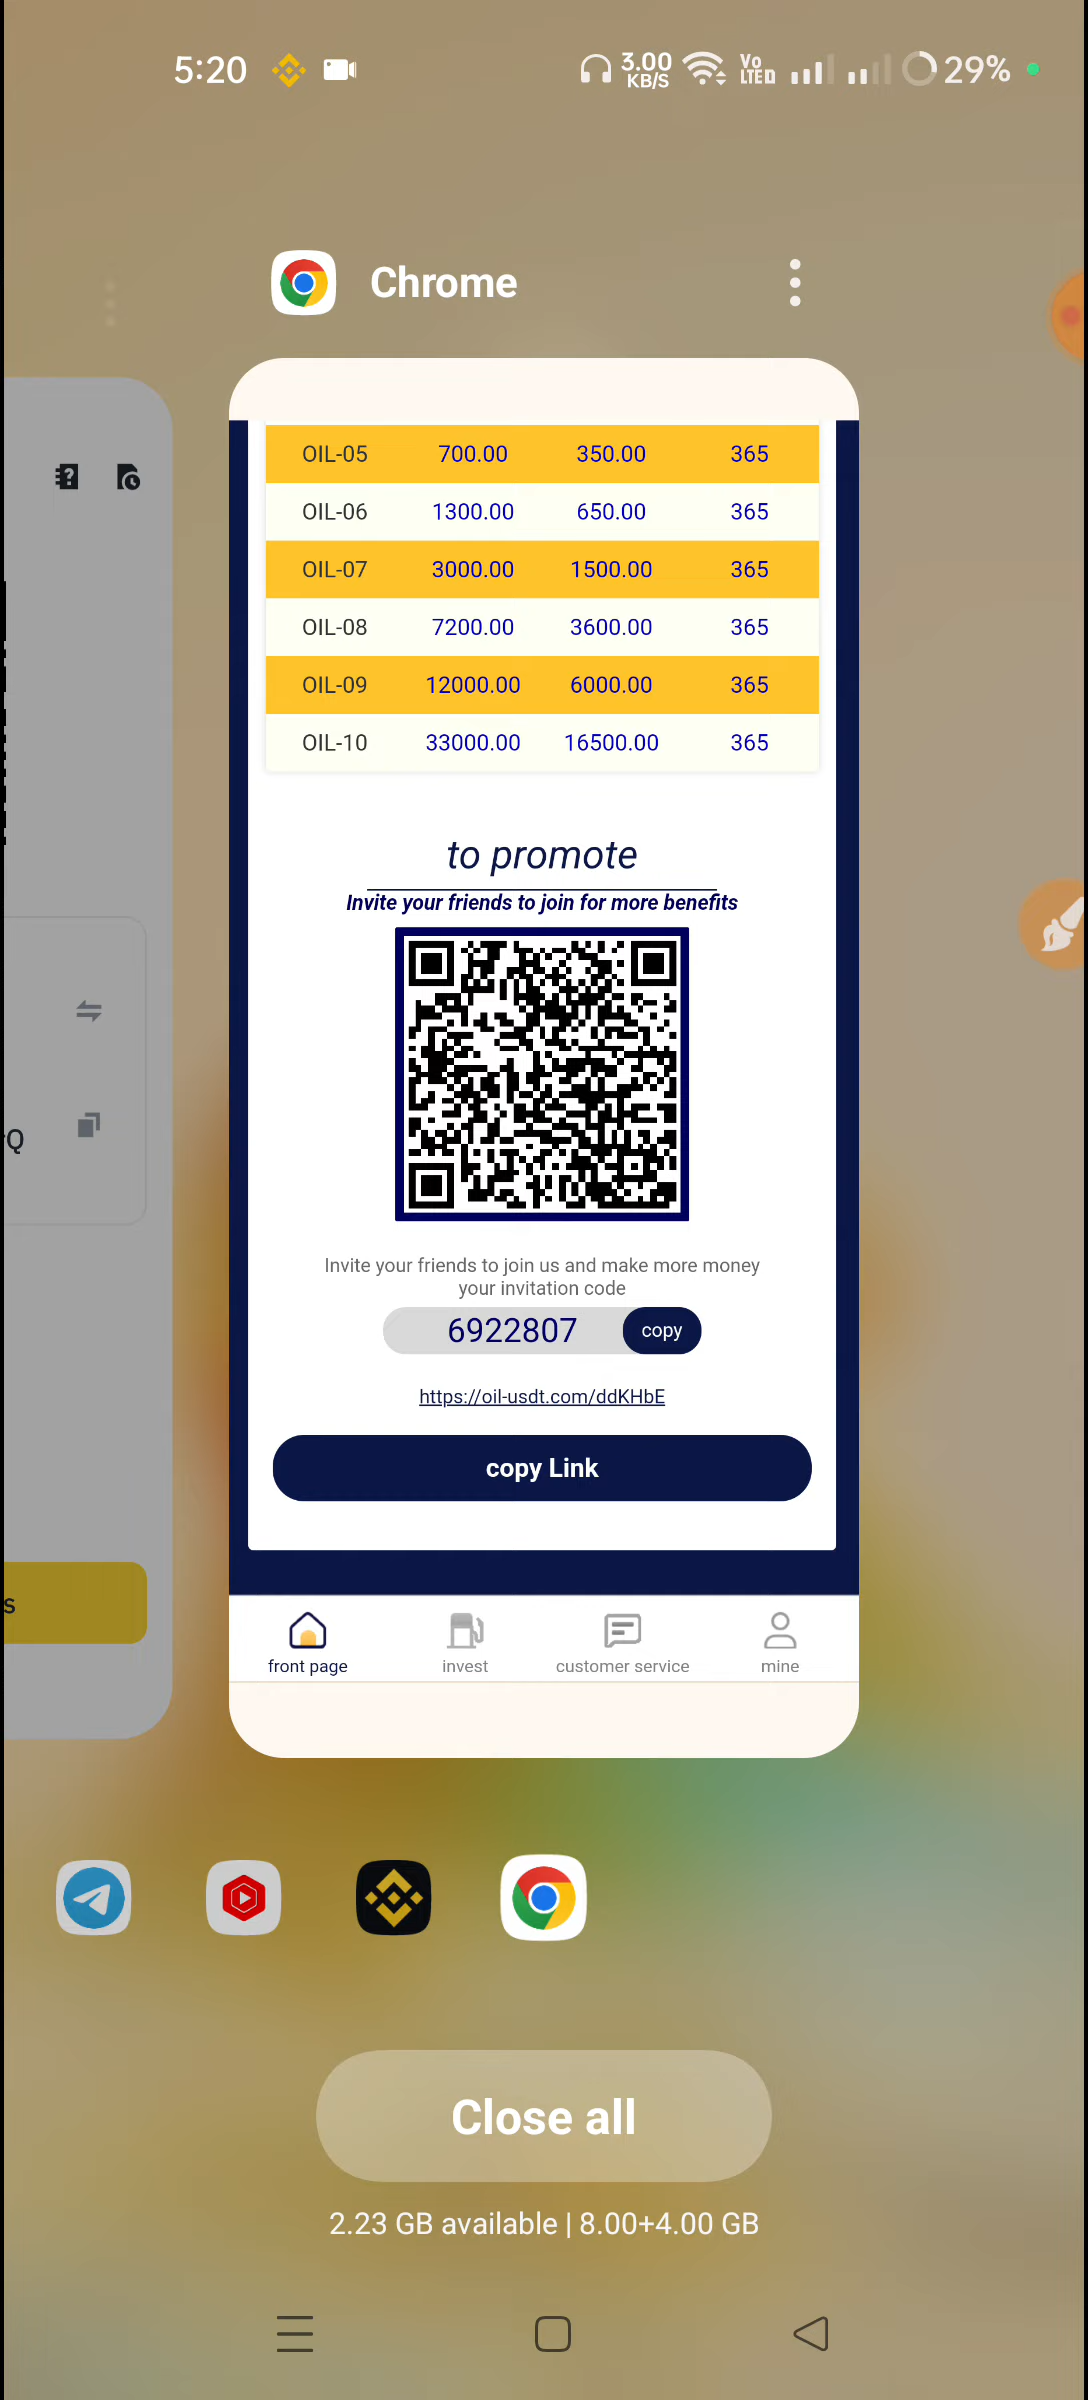 5:20
3.00 KB/S
Vo LTE
29%
Chrome
OIL-05 700.00 350.00 365
OIL-06 1300.00 650.00 365
OIL-07 3000.00 1500.00 365
OIL-08 7200.00 3600.00 365
OIL-09 12000.00 6000.00 365
OIL-10 33000.00 16500.00 365
to promote
Invite your friends to join for more benefits
Q
Invite your friends to join us and make more money
your invitation code
6922807 copy
https://oil-usdt.com/ddKHbE
copy Link
s
front page invest customer service mine
Close all
2.23 GB available | 8.00+4.00 GB